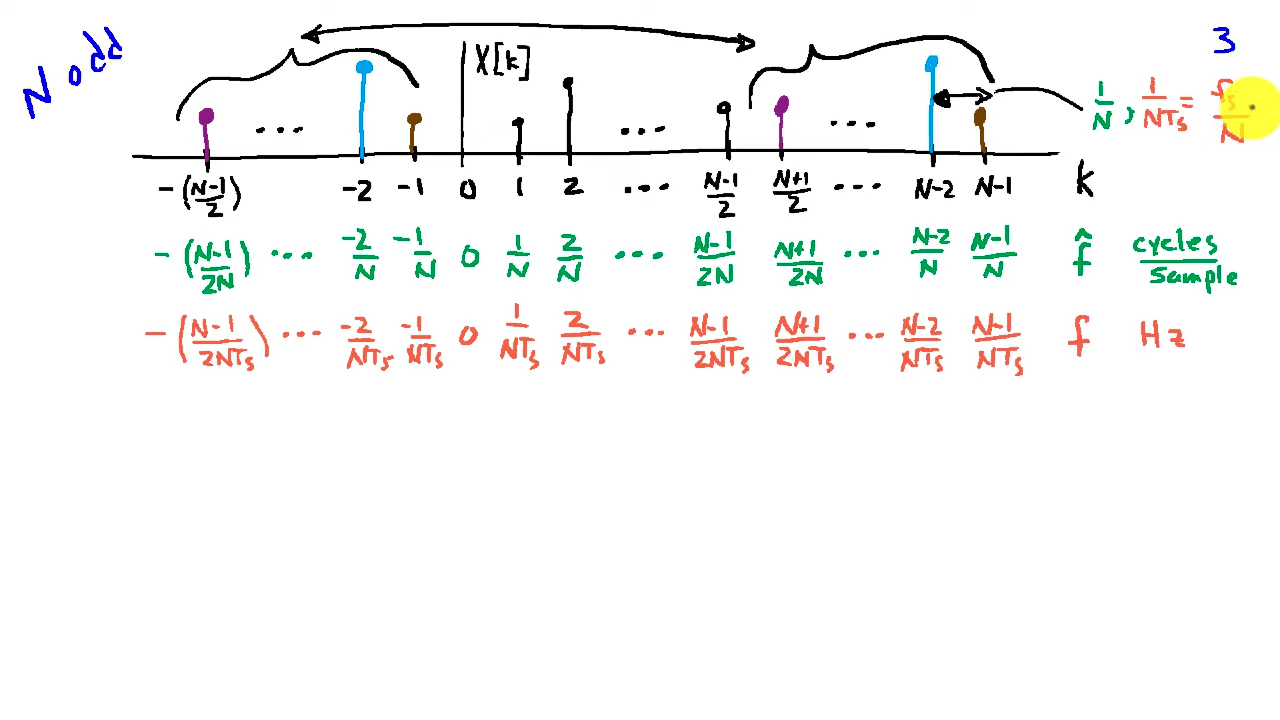 N odd
3
X[k]
1/N, 1/NTs = fs/N
-(N-1/2) ... -2 -1 0 1 2 ... N-1/2 N+1/2 ... N-2 N-1 k
-(N-1/2N) ... -2/N -1/N 0 1/N 2/N ... N-1/2N N+1/2N ... N-2/N N-1/N f̂ cycles/sample
-(N-1/2NTs) ... -2/NTs -1/NTs 0 1/NTs 2/NTs ... N-1/2NTs N+1/2NTs ... N-2/NTs N-1/NTs f Hz